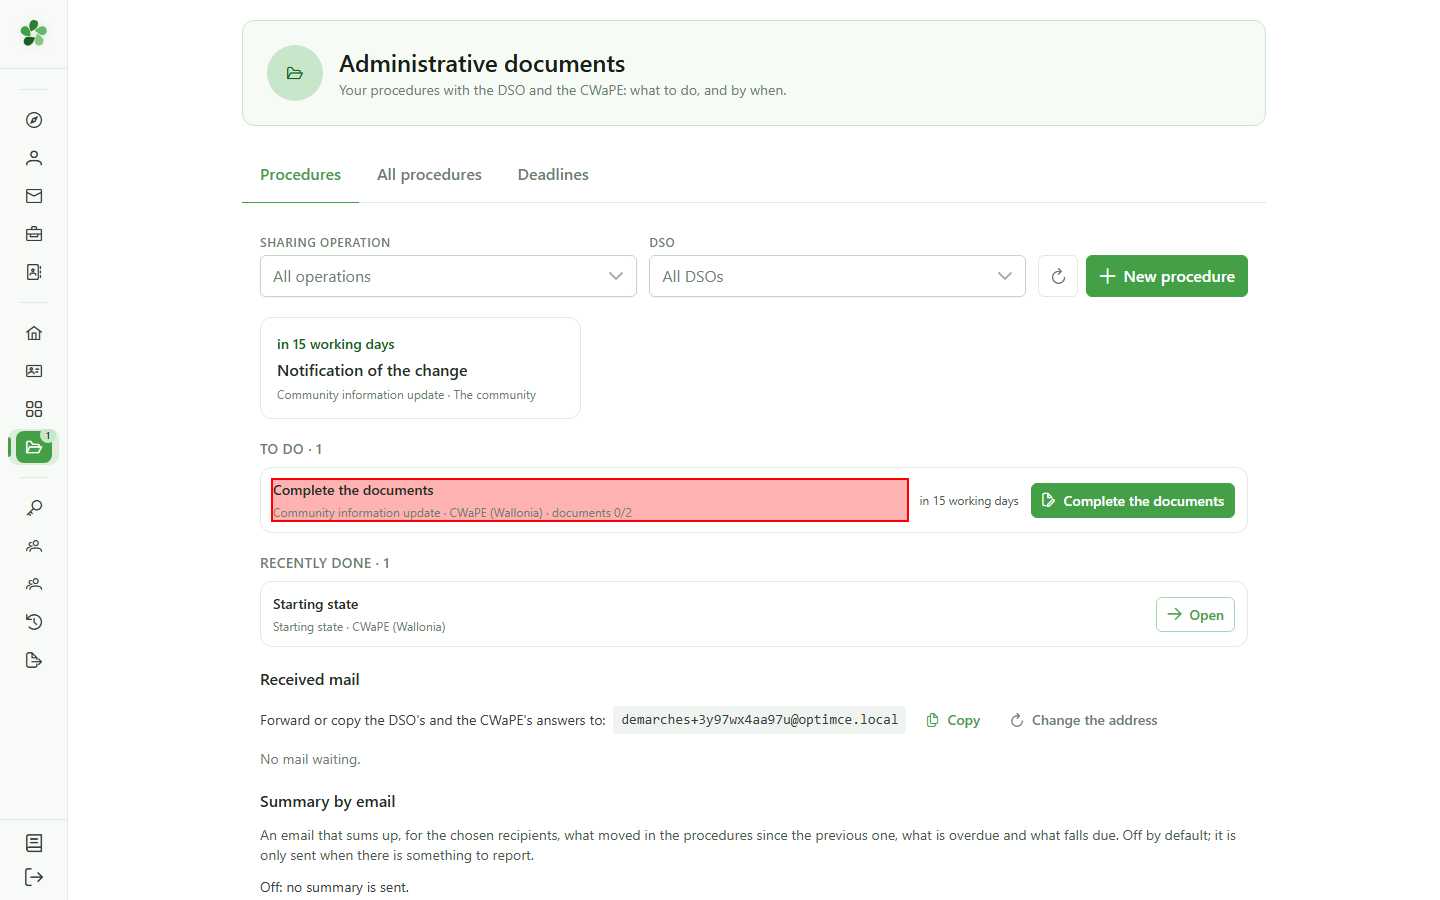 Administrative documents
Your procedures with the DSO and the CWaPE: what to do, and by when.
Procedures
All procedures
Deadlines
SHARING OPERATION
DSO
All operations
All DSOs
New procedure
in 15 working days
Notification of the change
Community information update · The community
TO DO · 1
1
Complete the documents
Community information update · CWaPE (Wallonia) · documents 0/2
in 15 working days
Complete the documents
RECENTLY DONE · 1
Starting state
Starting state · CWaPE (Wallonia)
Open
Received mail
Forward or copy the DSO's and the CWaPE's answers to:
demarches+3y97wx4aa97u@optimce.local
Copy
Change the address
No mail waiting.
Summary by email
An email that sums up, for the chosen recipients, what moved in the procedures since the previous one, what is overdue and what falls due. Off by default; it is
only sent when there is something to report.
Off: no summary is sent.